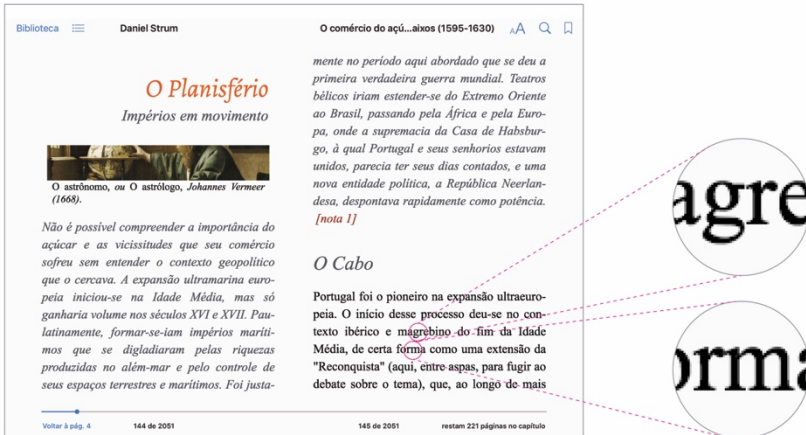 Biblioteca
Daniel Strum
O comércio do açú...aixos (1595-1630)
AA
O Planisfério
Impérios em movimento
O astrônomo, ou O astrólogo, Johannes Vermeer
(1668).
Não é possível compreender a importância do
açúcar e as vicissitudes que seu comércio
sofreu sem entender o contexto geopolítico
que o cercava. A expansão ultramarina euro-
peia iniciou-se na Idade Média, mas só
ganharia volume nos séculos XVI e XVII. Pau-
latinamente, formar-se-iam impérios maríti-
mos que se digladiaram pelas riquezas
produzidas no além-mar e pelo controle de
seus espaços terrestres e marítimos. Foi justa-
mente no período aqui abordado que se deu a
primeira verdadeira guerra mundial. Teatros
bélicos iriam estender-se do Extremo Oriente
ao Brasil, passando pela África e pela Euro-
pa, onde a supremacia da Casa de Habsbur-
go, à qual Portugal e seus senhorios estavam
unidos, parecia ter seus dias contados, e uma
nova entidade política, a República Neerlan-
desa, despontava rapidamente como potência.
[nota 1]
O Cabo
Portugal foi o pioneiro na expansão ultraeuro-
peia. O início desse processo deu-se no con-
texto ibérico e magrebino do fim da Idade
Média, de certa forma como uma extensão da
"Reconquista" (aqui, entre aspas, para fugir ao
debate sobre o tema), que, ao longo de mais
Voltar à pág. 4
144 de 2051
145 de 2051
restam 221 páginas no capítulo
agre
orma